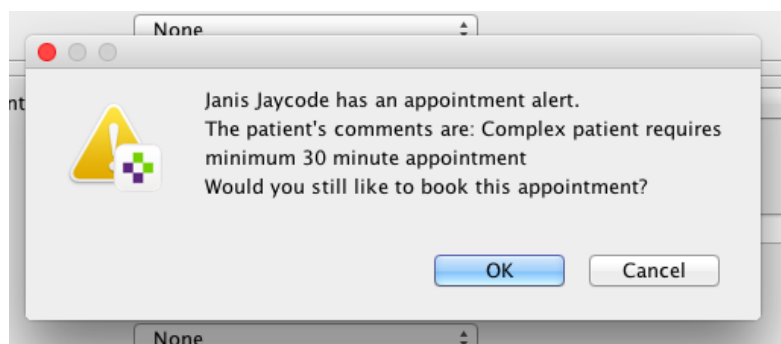 None
nt
Janis Jaycode has an appointment alert.
The patient's comments are: Complex patient requires
minimum 30 minute appointment
Would you still like to book this appointment?
OK
Cancel
None